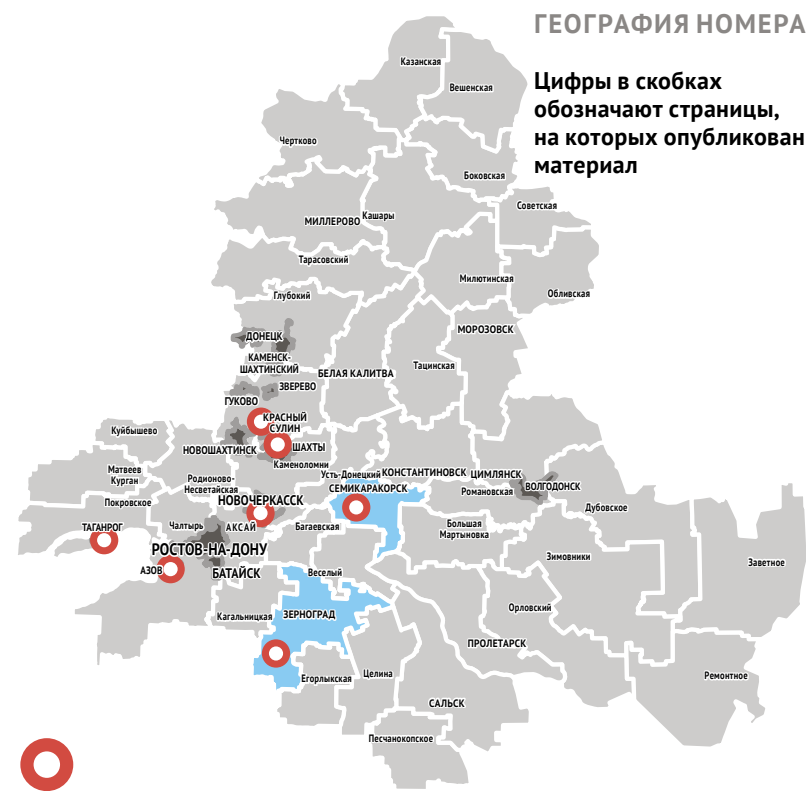 ГЕОГРАФИЯ НОМЕРА
Цифры в скобках
обозначают страницы,
на которых опубликован
материал
Казанская
Вешенская
Чертково
Боковская
Советская
МИЛЛЕРОВО
Кашары
Тарасовский
Милютинская
Обливская
Глубокий
МОРОЗОВСК
ДОНЕЦК
КАМЕНСК-
ШАХТИНСКИЙ
БЕЛАЯ КАЛИТВА
Тацинская
ЗВЕРЕВО
ГУКОВО
КРАСНЫЙ
СУЛИН
Куйбышево
НОВОШАХТИНСК
ШАХТЫ
Каменоломни
Матвеев
Курган
Родионово-
Несветайская
Усть-Донецкий
КОНСТАНТИНОВСК
ЦИМЛЯНСК
СЕМИКАРАКОРСК
Романовская
ВОЛГОДОНСК
Покровское
НОВОЧЕРКАССК
Дубовское
ТАГАНРОГ
Чалтырь
АКСАЙ
Багаевская
Большая
Мартыновка
РОСТОВ-НА-ДОНУ
Зимовники
Заветное
АЗОВ
БАТАЙСК
Веселый
Кагальницкая
ЗЕРНОГРАД
Орловский
ПРОЛЕТАРСК
Егорлыкская
Целина
Ремонтное
САЛЬСК
Песчанокопское